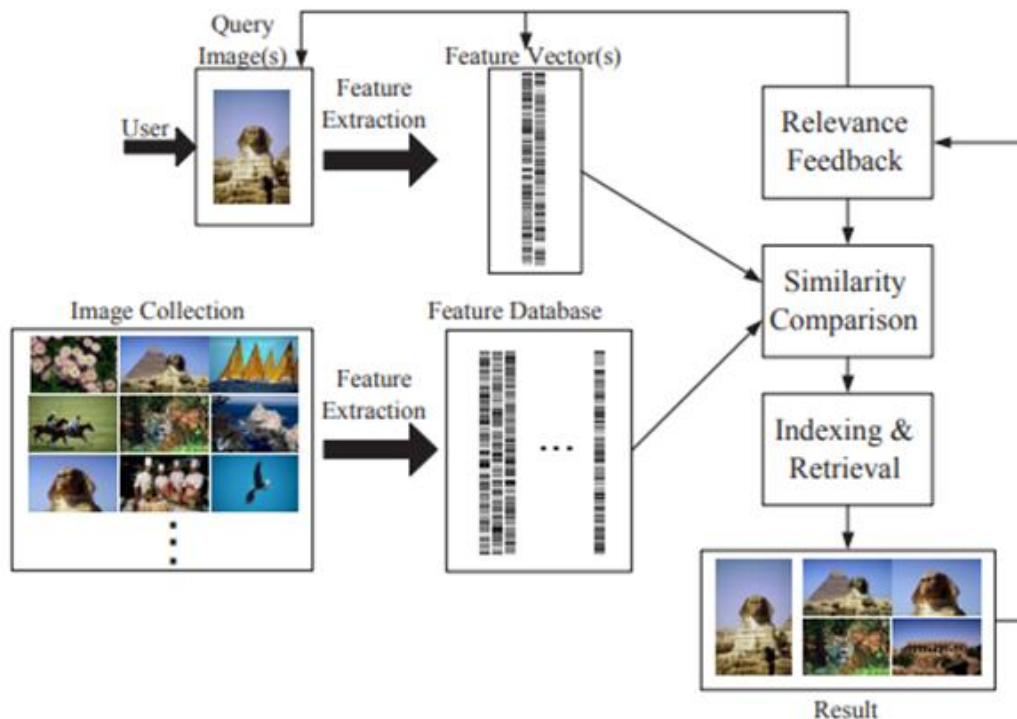 Query
Image(s)
Feature Vector(s)
Feature
Extraction
User
Relevance
Feedback
Similarity
Comparison
Image Collection
Feature Database
Feature
Extraction
Indexing &
Retrieval
Result